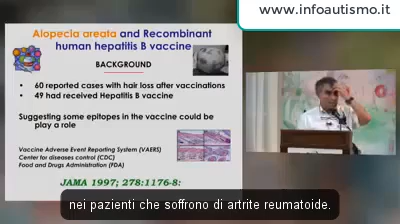 www.infoautismo.it
Alopecia areata and Recombinant
human hepatitis B vaccine
BACKGROUND
• 60 reported cases with hair loss after vaccinations
• 49 had received Hepatitis B vaccine
Suggesting some epitopes in the vaccine could be
play a role
Vaccine Adverse Event Reporting System (VAERS)
Center for diseases control (CDC)
Food and Drugs Administration (FDA)
JAMA 1997; 278:1176-8:
nei pazienti che soffrono di artrite reumatoide.